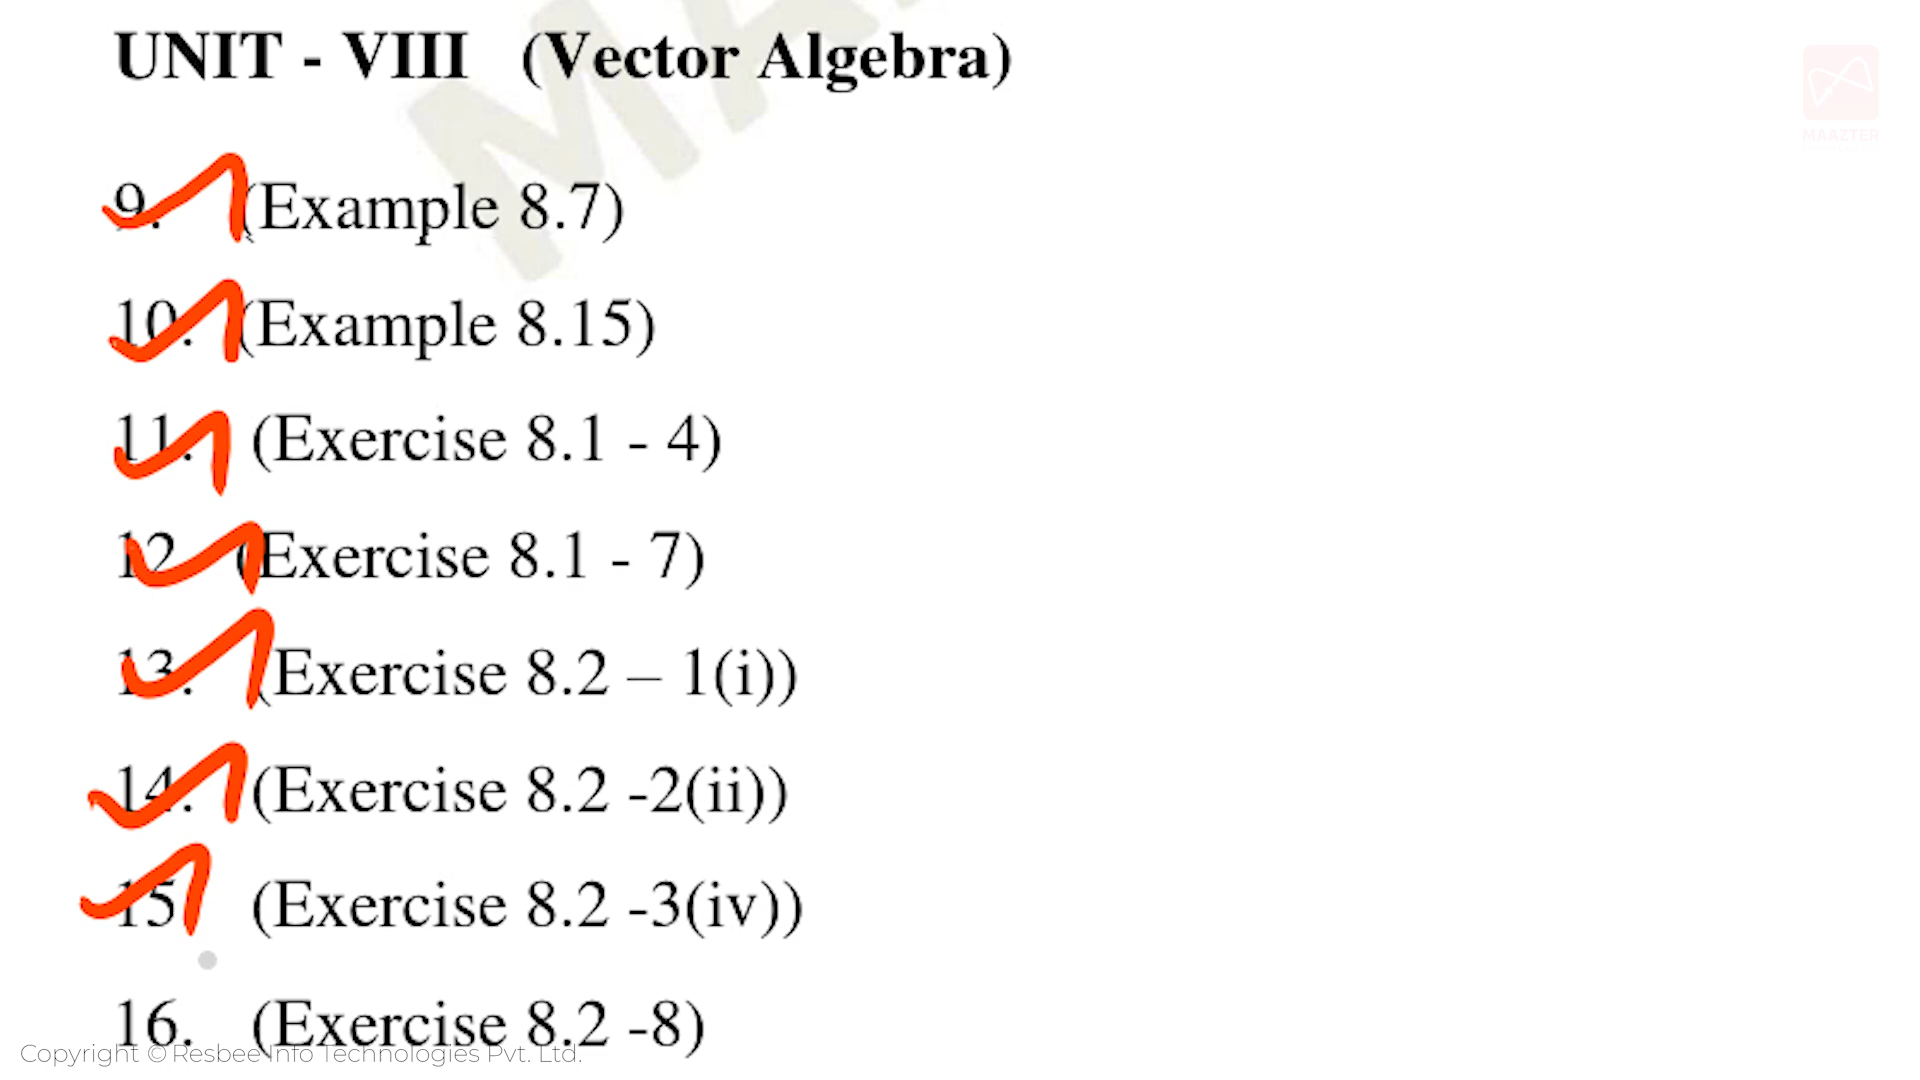 UNIT - VIII (Vector Algebra)
MAAZTER
9. (Example 8.7)
10. (Example 8.15)
11. (Exercise 8.1 - 4)
12. (Exercise 8.1 - 7)
13. (Exercise 8.2 – 1(i))
14. (Exercise 8.2 -2(ii))
15. (Exercise 8.2 -3(iv))
16. (Exercise 8.2 -8)
Copyright © Resbee Info Technologies Pvt. Ltd.